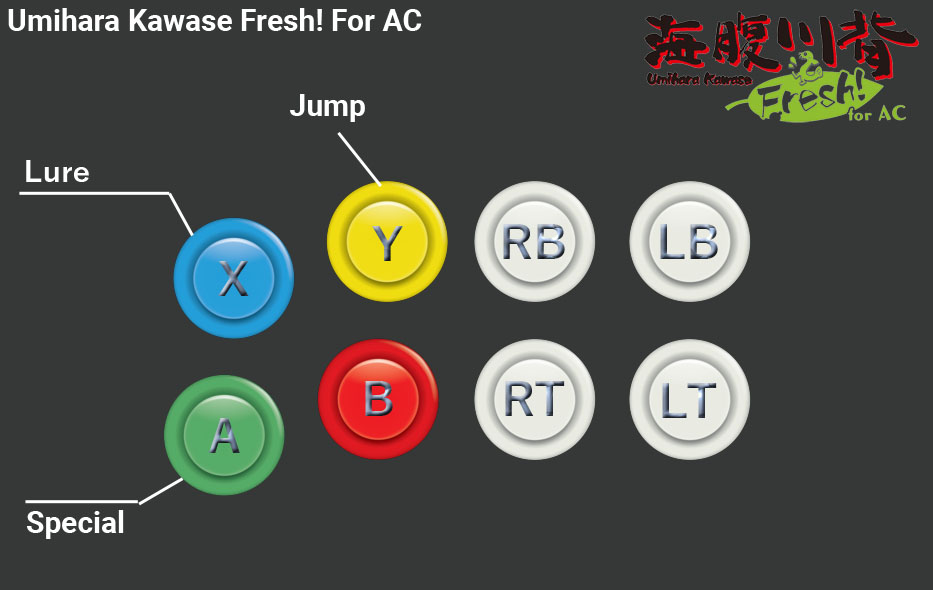 Umihara Kawase Fresh! For AC
海腹川背
Umihara Kawase
Fresh!
for AC
Jump
Lure
X
Y
RB
LB
A
B
RT
LT
Special